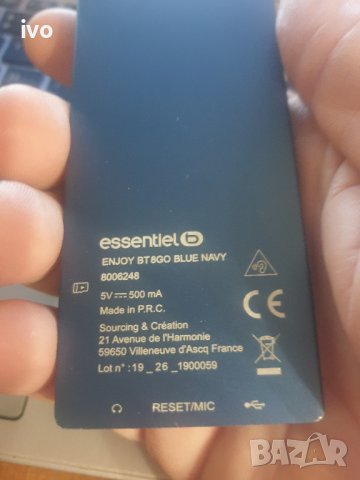 ivo
essentiel b
ENJOY BT8GO BLUE NAVY
8006248
5V 500 mA
Made in P.R.C.
Sourcing & Création
21 Avenue de l'Harmonie
59650 Villeneuve d'Ascq France
Lot n° : 19 _ 26 _1900059
CE
RESET/MIC
BAZAR